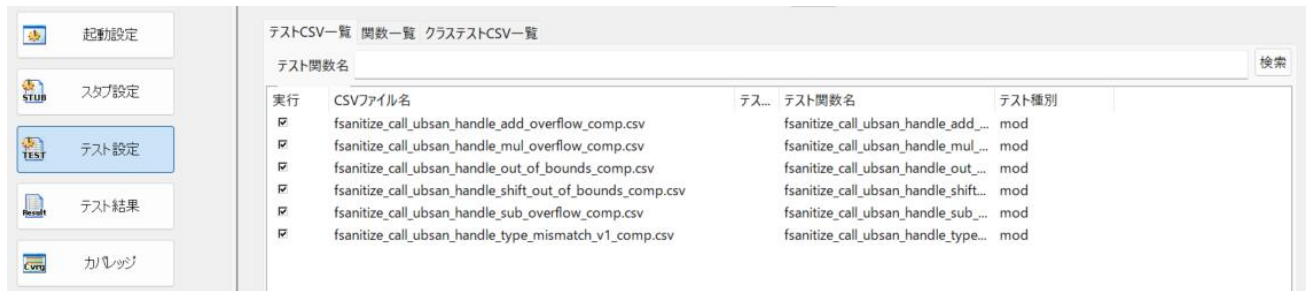 起動設定
STUB スタブ設定
TEST テスト設定
Result テスト結果
Cvrg カバレッジ
テストCSV一覧 関数一覧 クラステストCSV一覧
テスト関数名 検索
実行 CSVファイル名 テス... テスト関数名 テスト種別
fsanitize_call_ubsan_handle_add_overflow_comp.csv fsanitize_call_ubsan_handle_add_... mod
fsanitize_call_ubsan_handle_mul_overflow_comp.csv fsanitize_call_ubsan_handle_mul_... mod
fsanitize_call_ubsan_handle_out_of_bounds_comp.csv fsanitize_call_ubsan_handle_out_... mod
fsanitize_call_ubsan_handle_shift_out_of_bounds_comp.csv fsanitize_call_ubsan_handle_shift... mod
fsanitize_call_ubsan_handle_sub_overflow_comp.csv fsanitize_call_ubsan_handle_sub_... mod
fsanitize_call_ubsan_handle_type_mismatch_v1_comp.csv fsanitize_call_ubsan_handle_type... mod